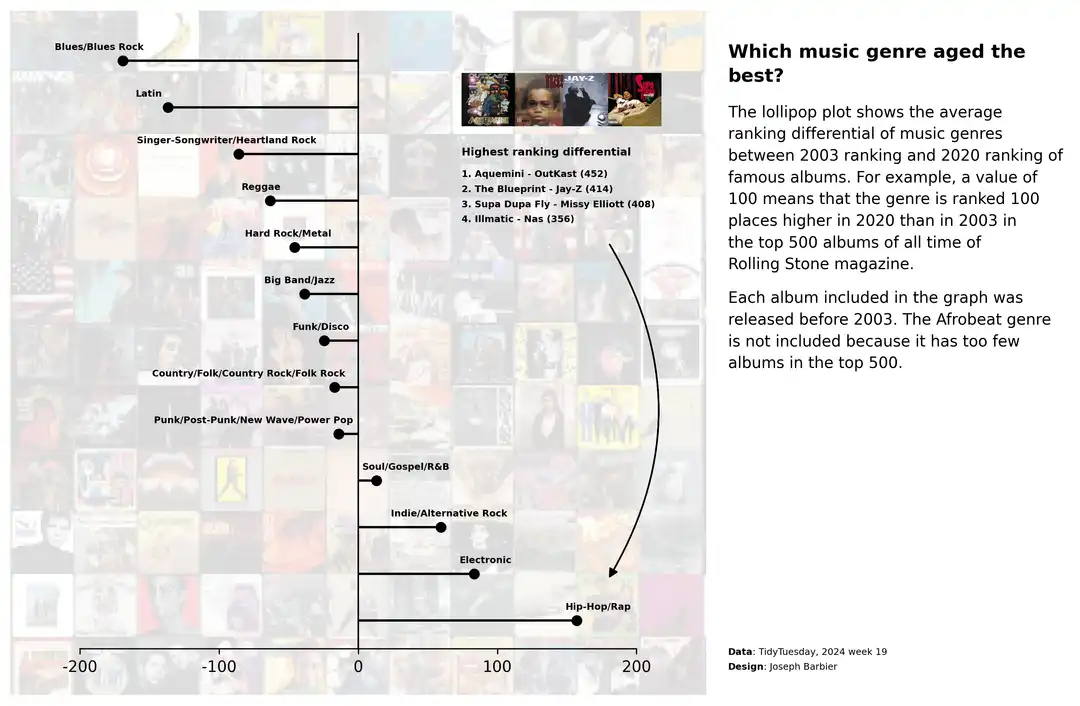 Which music genre aged the
best?
The lollipop plot shows the average
ranking differential of music genres
between 2003 ranking and 2020 ranking of
famous albums. For example, a value of
100 means that the genre is ranked 100
places higher in 2020 than in 2003 in
the top 500 albums of all time of
Rolling Stone magazine.
Each album included in the graph was
released before 2003. The Afrobeat genre
is not included because it has too few
albums in the top 500.
Blues/Blues Rock
Latin
Singer-Songwriter/Heartland Rock
Reggae
Hard Rock/Metal
Big Band/Jazz
Funk/Disco
Country/Folk/Country Rock/Folk Rock
Punk/Post-Punk/New Wave/Power Pop
Soul/Gospel/R&B
Indie/Alternative Rock
Electronic
Hip-Hop/Rap
JAY-Z
Highest ranking differential
1. Aquemini - OutKast (452)
2. The Blueprint - Jay-Z (414)
3. Supa Dupa Fly - Missy Elliott (408)
4. Illmatic - Nas (356)
-200 -100 0 100 200
Data: TidyTuesday, 2024 week 19
Design: Joseph Barbier